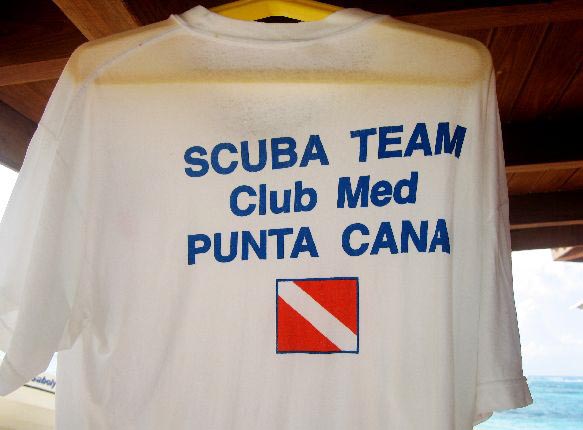 SCUBA TEAM
Club Med
PUNTA CANA